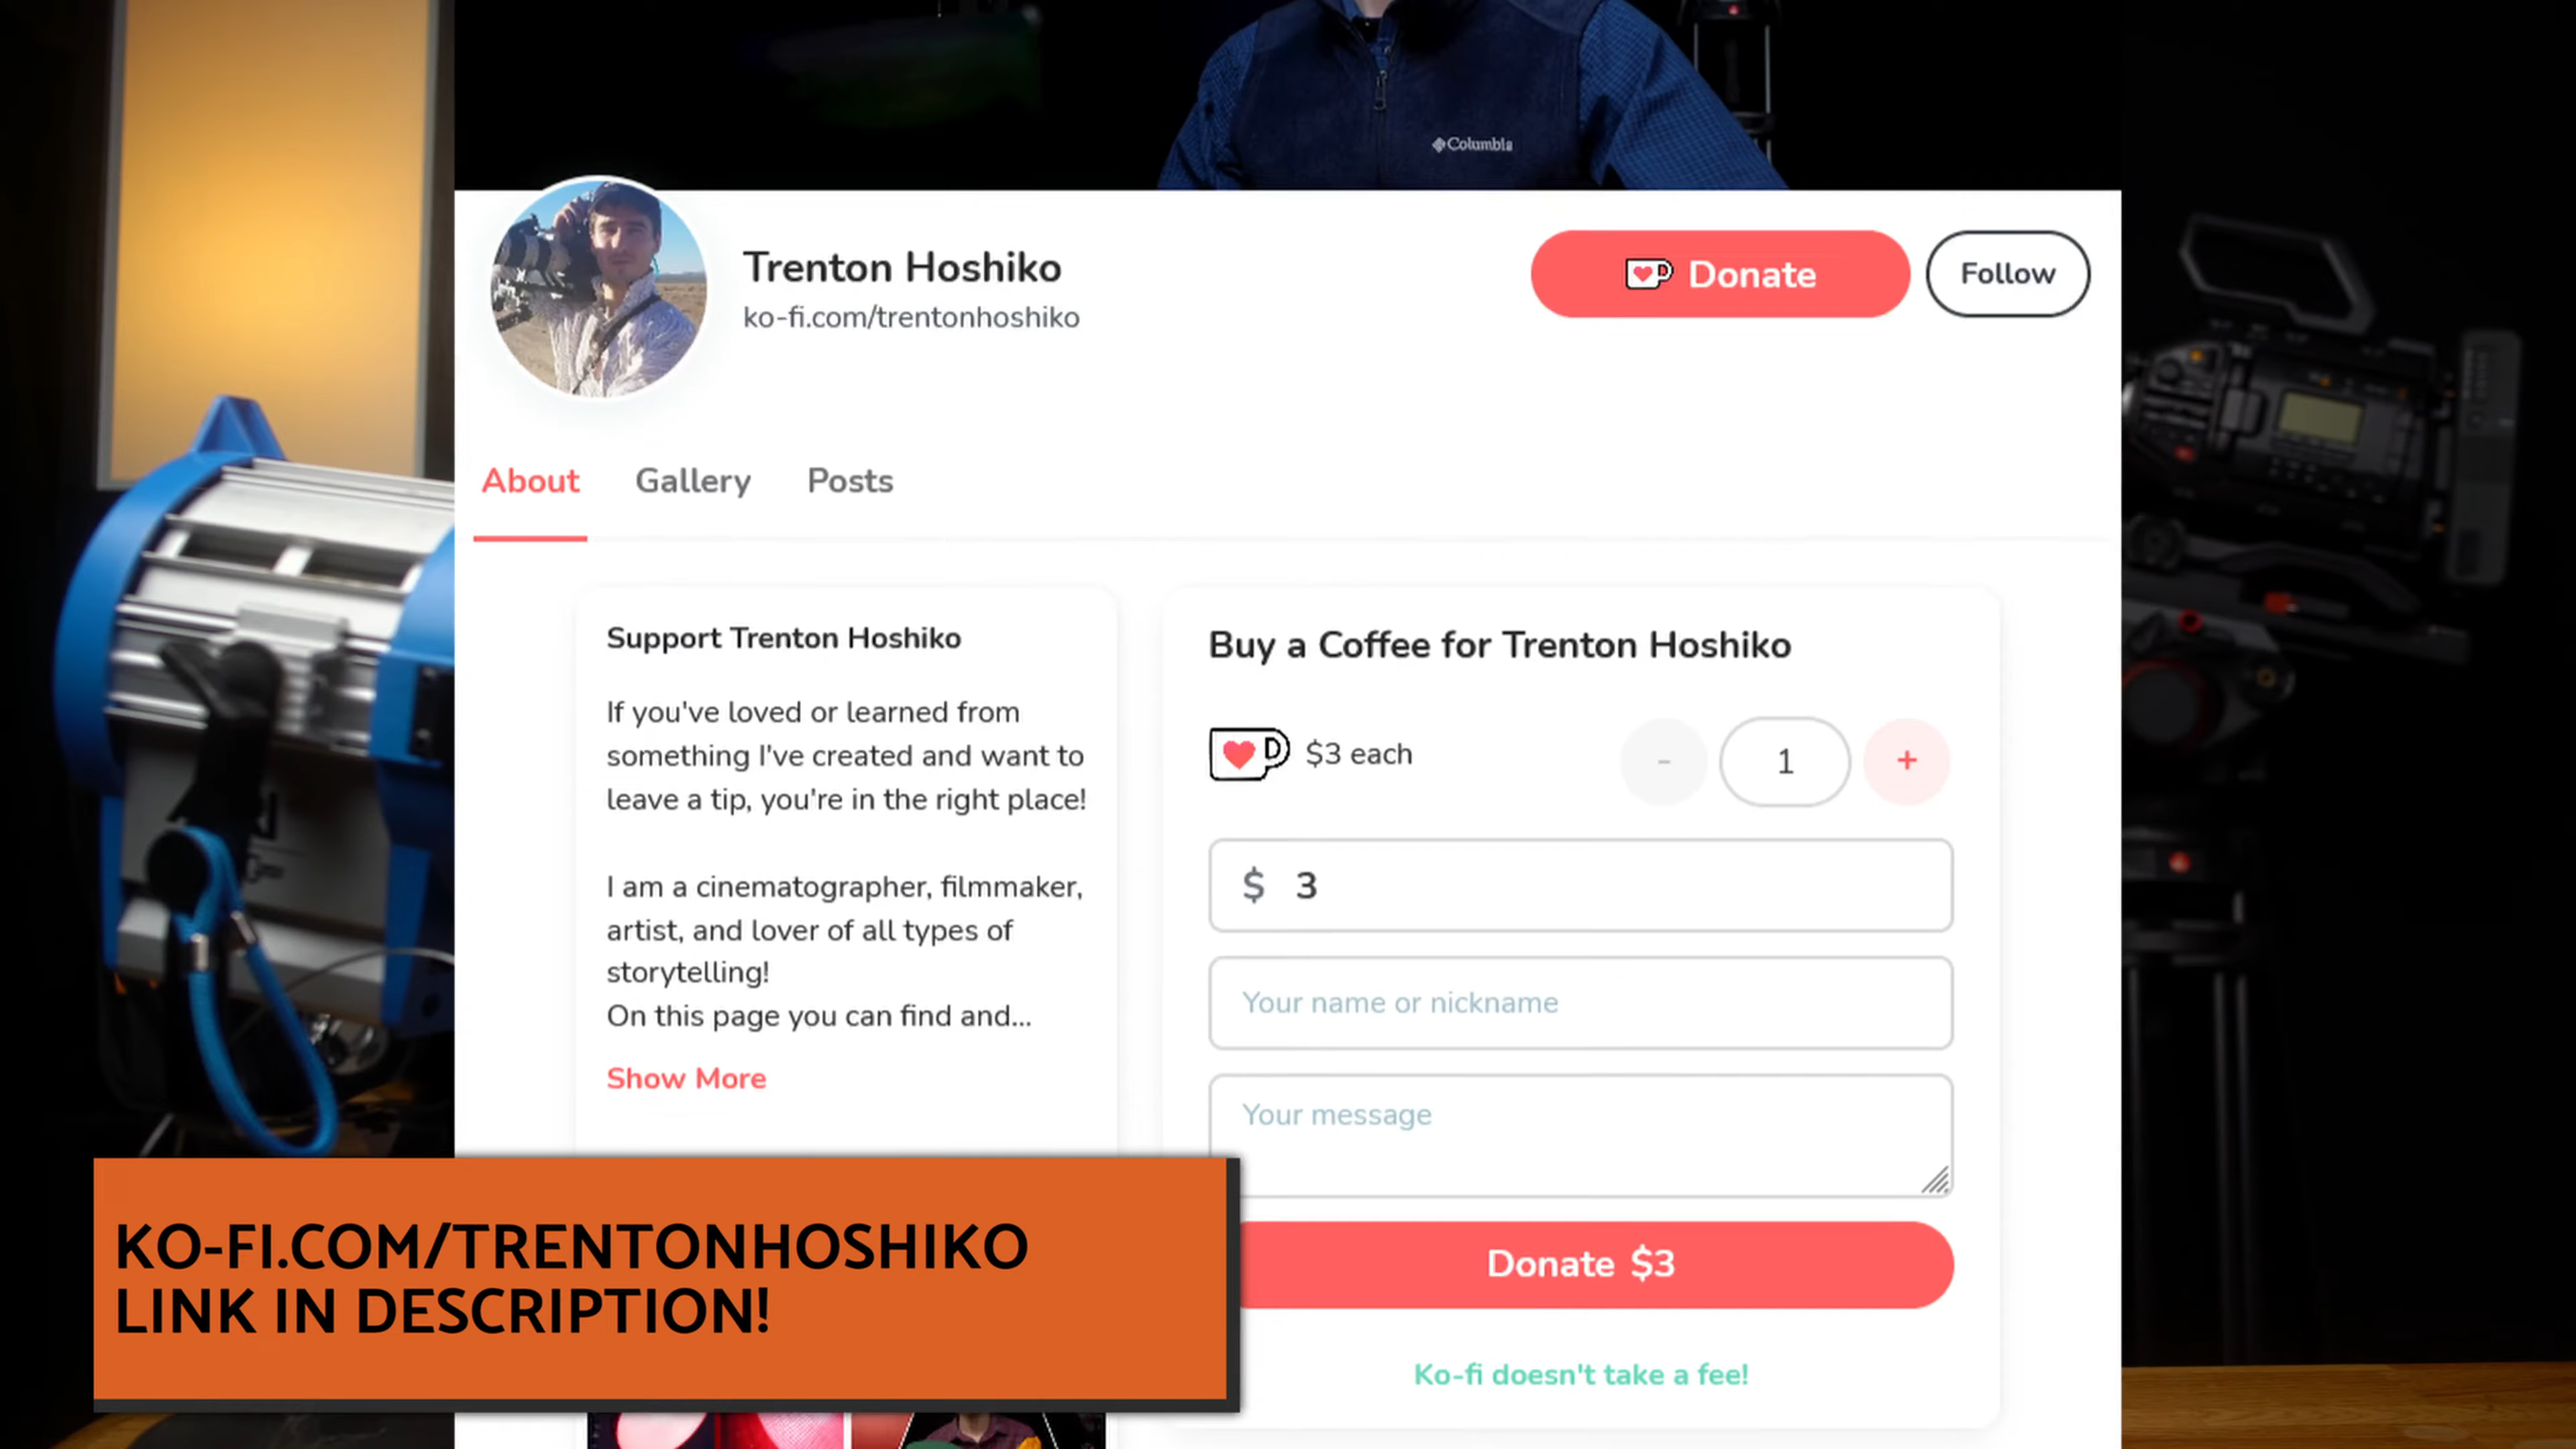 Columbia
Trenton Hoshiko
ko-fi.com/trentonhoshiko
Donate
Follow
About
Gallery
Posts
Support Trenton Hoshiko
If you've loved or learned from
something I've created and want to
leave a tip, you're in the right place!
I am a cinematographer, filmmaker,
artist, and lover of all types of
storytelling!
On this page you can find and...
Show More
Buy a Coffee for Trenton Hoshiko
$3 each
-
1
+
$ 3
Your name or nickname
Your message
Donate $3
Ko-fi doesn't take a fee!
KO-FI.COM/TRENTONHOSHIKO
LINK IN DESCRIPTION!